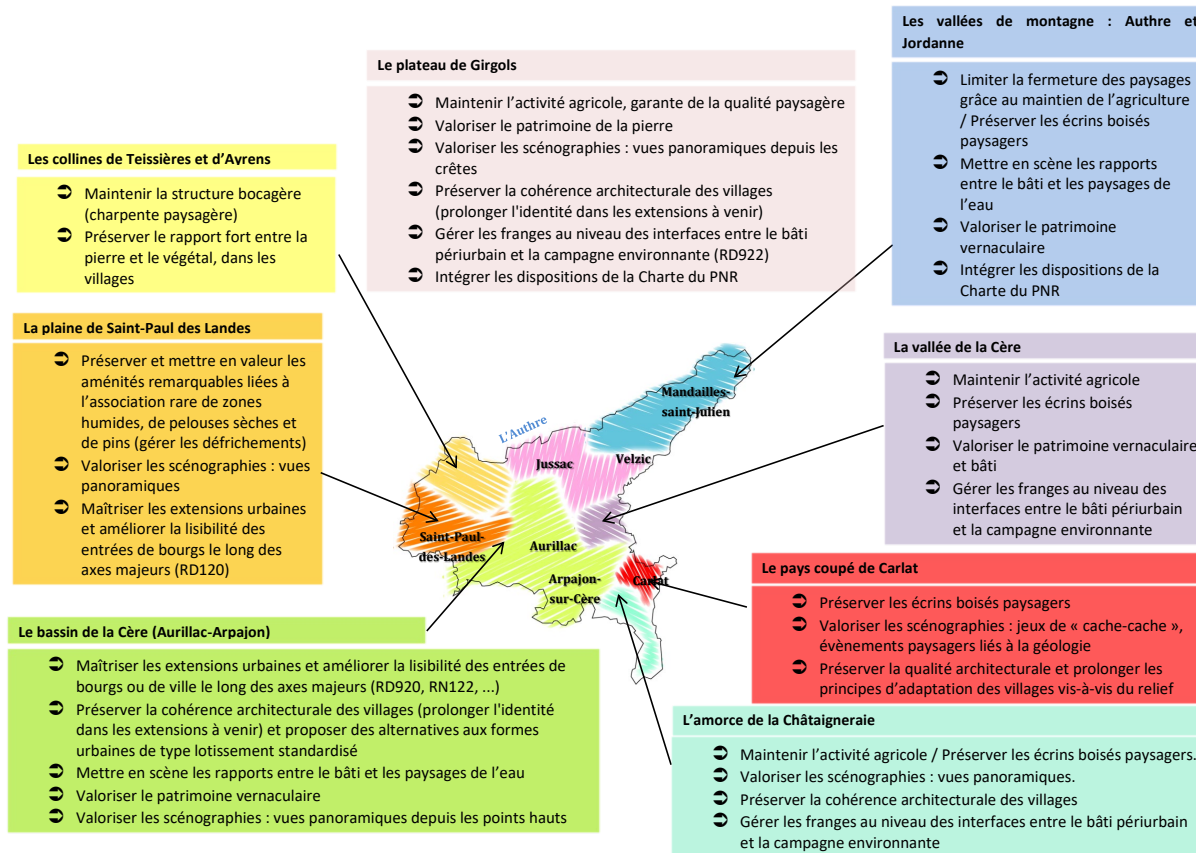 Les vallées de montagne : Authre et
Jordanne
➲ Limiter la fermeture des paysages
grâce au maintien de l'agriculture
/ Préserver les écrins boisés
paysagers
➲ Mettre en scène les rapports
entre le bâti et les paysages de
l'eau
➲ Valoriser le patrimoine
vernaculaire
➲ Intégrer les dispositions de la
Charte du PNR
Le plateau de Girgols
➲ Maintenir l'activité agricole, garante de la qualité paysagère
➲ Valoriser le patrimoine de la pierre
➲ Valoriser les scénographies : vues panoramiques depuis les
crêtes
➲ Préserver la cohérence architecturale des villages
(prolonger l'identité dans les extensions à venir)
➲ Gérer les franges au niveau des interfaces entre le bâti
périurbain et la campagne environnante (RD922)
➲ Intégrer les dispositions de la Charte du PNR
Les collines de Teissières et d'Ayrens
➲ Maintenir la structure bocagère
(charpente paysagère)
➲ Préserver le rapport fort entre la
pierre et le végétal, dans les
villages
La plaine de Saint-Paul des Landes
➲ Préserver et mettre en valeur les
aménités remarquables liées à
l'association rare de zones
humides, de pelouses sèches et
de pins (gérer les défrichements)
➲ Valoriser les scénographies : vues
panoramiques
➲ Maîtriser les extensions urbaines
et améliorer la lisibilité des
entrées de bourgs le long des
axes majeurs (RD120)
La vallée de la Cère
➲ Maintenir l'activité agricole
➲ Préserver les écrins boisés
paysagers
➲ Valoriser le patrimoine vernaculaire
et bâti
➲ Gérer les franges au niveau des
interfaces entre le bâti périurbain
et la campagne environnante
Mandailles-
saint-Julien
L'Authre
Jussac
Velzic
Saint-Paul-
des-Landes
Aurillac
Arpajon-
sur-Cère
Carlat
Le pays coupé de Carlat
➲ Préserver les écrins boisés paysagers
➲ Valoriser les scénographies : jeux de « cache-cache »,
évènements paysagers liés à la géologie
➲ Préserver la qualité architecturale et prolonger les
principes d'adaptation des villages vis-à-vis du relief
Le bassin de la Cère (Aurillac-Arpajon)
➲ Maîtriser les extensions urbaines et améliorer la lisibilité des entrées de
bourgs ou de ville le long des axes majeurs (RD920, RN122, ...)
➲ Préserver la cohérence architecturale des villages (prolonger l'identité
dans les extensions à venir) et proposer des alternatives aux formes
urbaines de type lotissement standardisé
➲ Mettre en scène les rapports entre le bâti et les paysages de l'eau
➲ Valoriser le patrimoine vernaculaire
➲ Valoriser les scénographies : vues panoramiques depuis les points hauts
L'amorce de la Châtaigneraie
➲ Maintenir l'activité agricole / Préserver les écrins boisés paysagers.
➲ Valoriser les scénographies : vues panoramiques.
➲ Préserver la cohérence architecturale des villages
➲ Gérer les franges au niveau des interfaces entre le bâti périurbain
et la campagne environnante